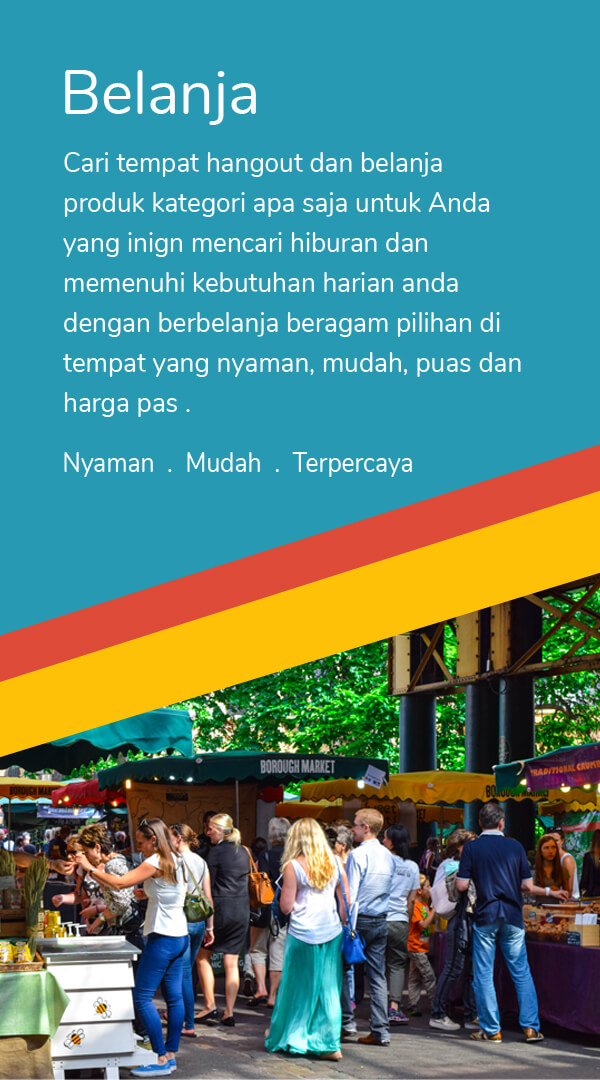 Belanja
Cari tempat hangout dan belanja
produk kategori apa saja untuk Anda
yang inign mencari hiburan dan
memenuhi kebutuhan harian anda
dengan berbelanja beragam pilihan di
tempat yang nyaman, mudah, puas dan
harga pas .
Nyaman . Mudah . Terpercaya
BOROUGH MARKET